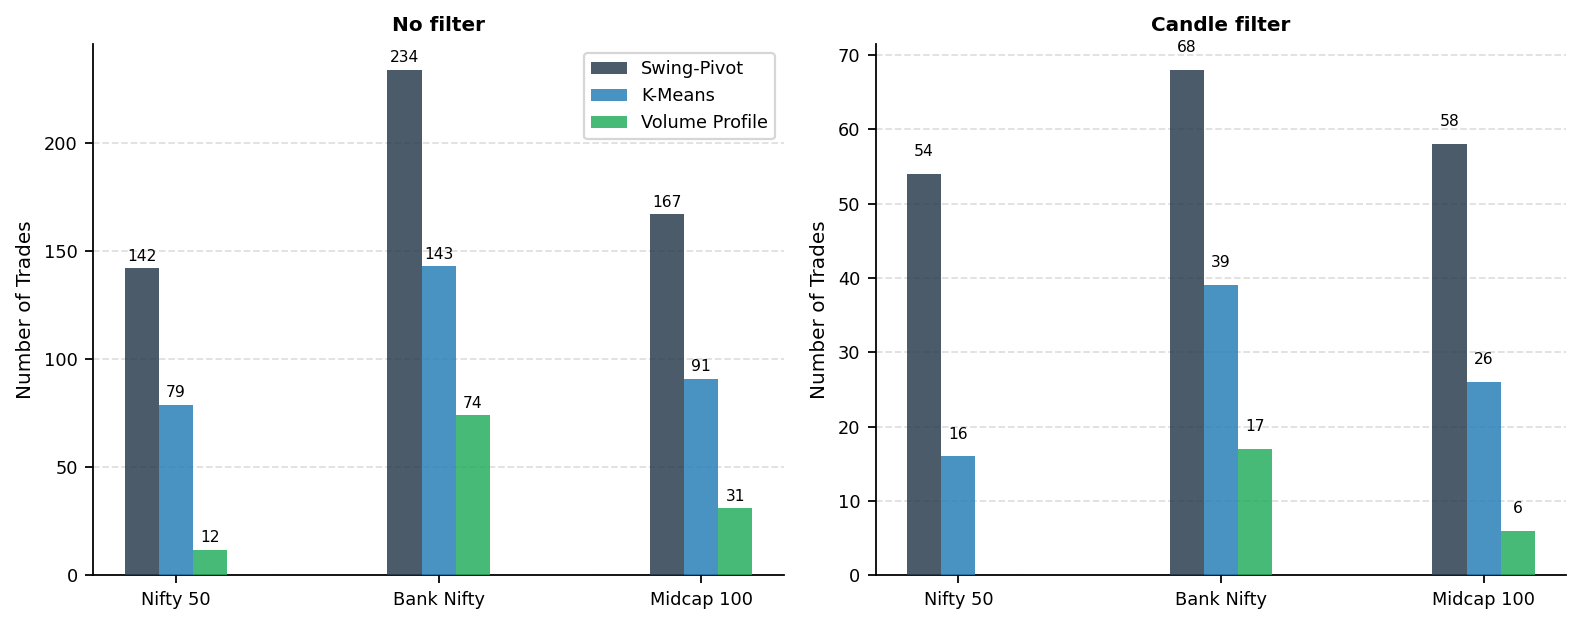 No filter
234
Swing-Pivot
K-Means
Volume Profile
200
167
150
142
143
Number of Trades
100
91
79
74
50
31
12
0
Nifty 50
Bank Nifty
Midcap 100
Candle filter
70
68
60
58
54
50
Number of Trades
40
39
30
26
20
16
17
10
6
0
Nifty 50
Bank Nifty
Midcap 100